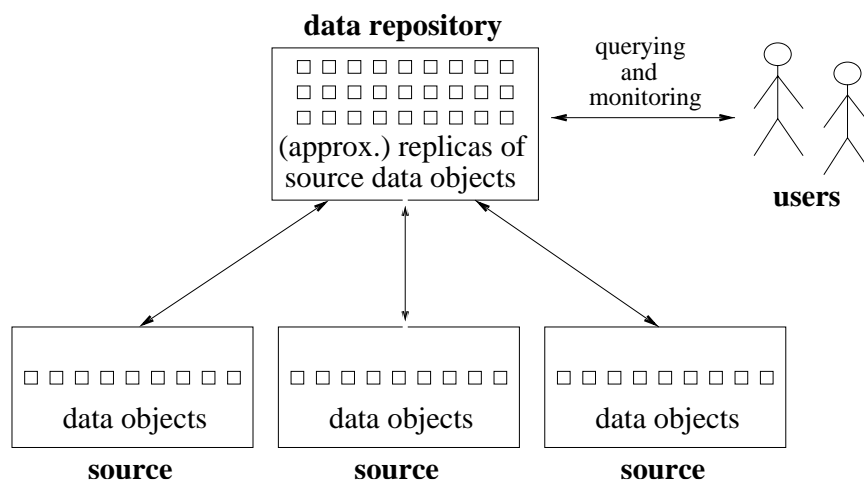 data repository
(approx.) replicas of
source data objects
querying
and
monitoring
users
data objects
source
data objects
source
data objects
source